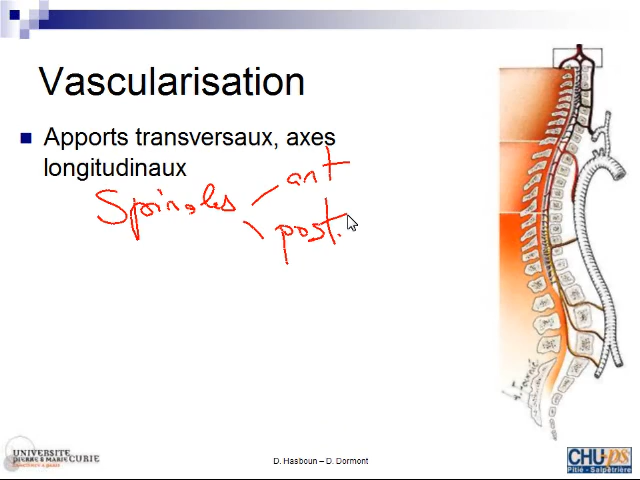 Vascularisation
Apports transversaux, axes
longitudinaux
Spinales
ant
post.
UNIVERSITE
PIERRE & MARIE CURIE
D. Hasboun – D. Dormont
CHU-PS
Pitié - Salpêtrière